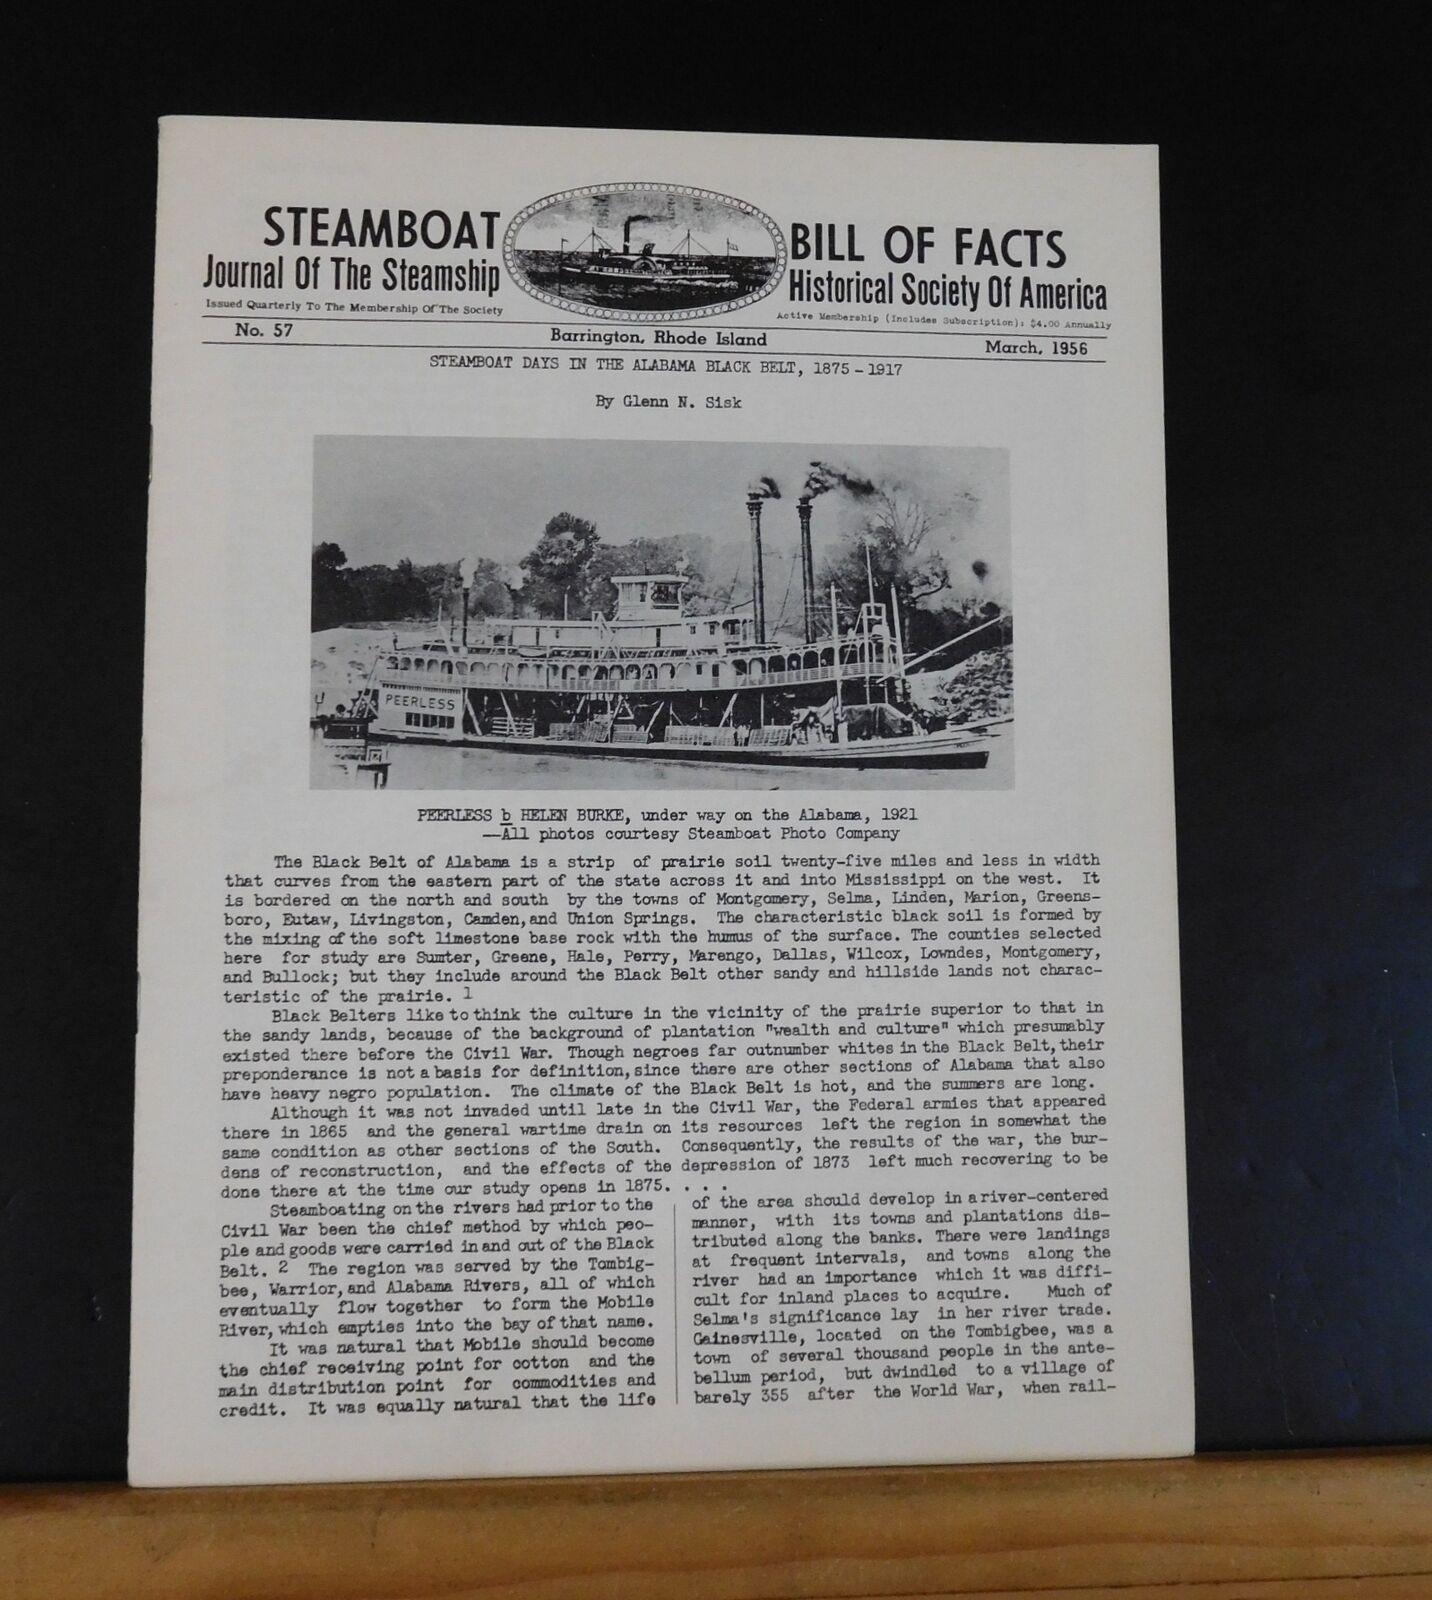 STEAMBOAT BILL OF FACTS
Journal Of The Steamship Historical Society Of America
Issued Quarterly To The Membership Of The Society
Active Membership (Includes Subscription): $4.00 Annually
No. 57
Barrington, Rhode Island
March, 1956
STEAMBOAT DAYS IN THE ALABAMA BLACK BELT, 1875-1917
By Glenn N. Sisk
PEERLESS
PEERLESS b HELEN BURKE, under way on the Alabama, 1921
—All photos courtesy Steamboat Photo Company
The Black Belt of Alabama is a strip of prairie soil twenty-five miles and less in width
that curves from the eastern part of the state across it and into Mississippi on the west. It
is bordered on the north and south by the towns of Montgomery, Selma, Linden, Marion, Greens-
boro, Eutaw, Livingston, Camden, and Union Springs. The characteristic black soil is formed by
the mixing of the soft limestone base rock with the humus of the surface. The counties selected
here for study are Sumter, Greene, Hale, Perry, Marengo, Dallas, Wilcox, Lowndes, Montgomery,
and Bullock; but they include around the Black Belt other sandy and hillside lands not charac-
teristic of the prairie. 1
Black Belters like to think the culture in the vicinity of the prairie superior to that in
the sandy lands, because of the background of plantation "wealth and culture" which presumably
existed there before the Civil War. Though negroes far outnumber whites in the Black Belt, their
preponderance is not a basis for definition, since there are other sections of Alabama that also
have heavy negro population. The climate of the Black Belt is hot, and the summers are long.
Although it was not invaded until late in the Civil War, the Federal armies that appeared
there in 1865 and the general wartime drain on its resources left the region in somewhat the
same condition as other sections of the South. Consequently, the results of the war, the bur-
dens of reconstruction, and the effects of the depression of 1873 left much recovering to be
done there at the time our study opens in 1875. . . .
Steamboating on the rivers had prior to the
Civil War been the chief method by which peo-
ple and goods were carried in and out of the Black
Belt. 2 The region was served by the Tombig-
bee, Warrior, and Alabama Rivers, all of which
eventually flow together to form the Mobile
River, which empties into the bay of that name.
It was natural that Mobile should become
the chief receiving point for cotton and the
main distribution point for commodities and
credit. It was equally natural that the life
of the area should develop in a river-centered
manner, with its towns and plantations dis-
tributed along the banks. There were landings
at frequent intervals, and towns along the
river had an importance which it was diffi-
cult for inland places to acquire. Much of
Selma's significance lay in her river trade.
Gainesville, located on the Tombigbee, was a
town of several thousand people in the ante-
bellum period, but dwindled to a village of
barely 355 after the World War, when rail-